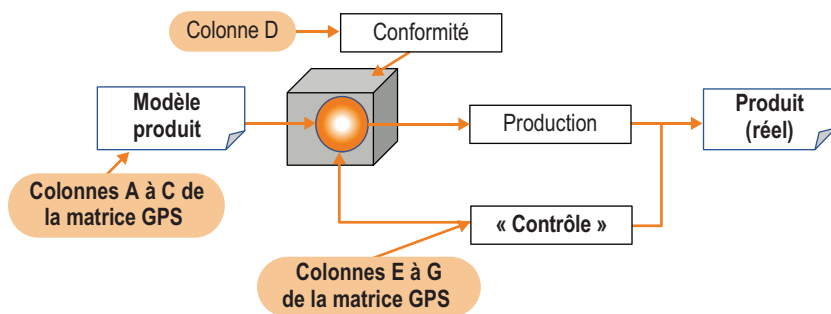 Colonne D
Conformité
Modèle
produit
Production
Produit
(réel)
Colonnes A à C de
la matrice GPS
« Contrôle »
Colonnes E à G
de la matrice GPS